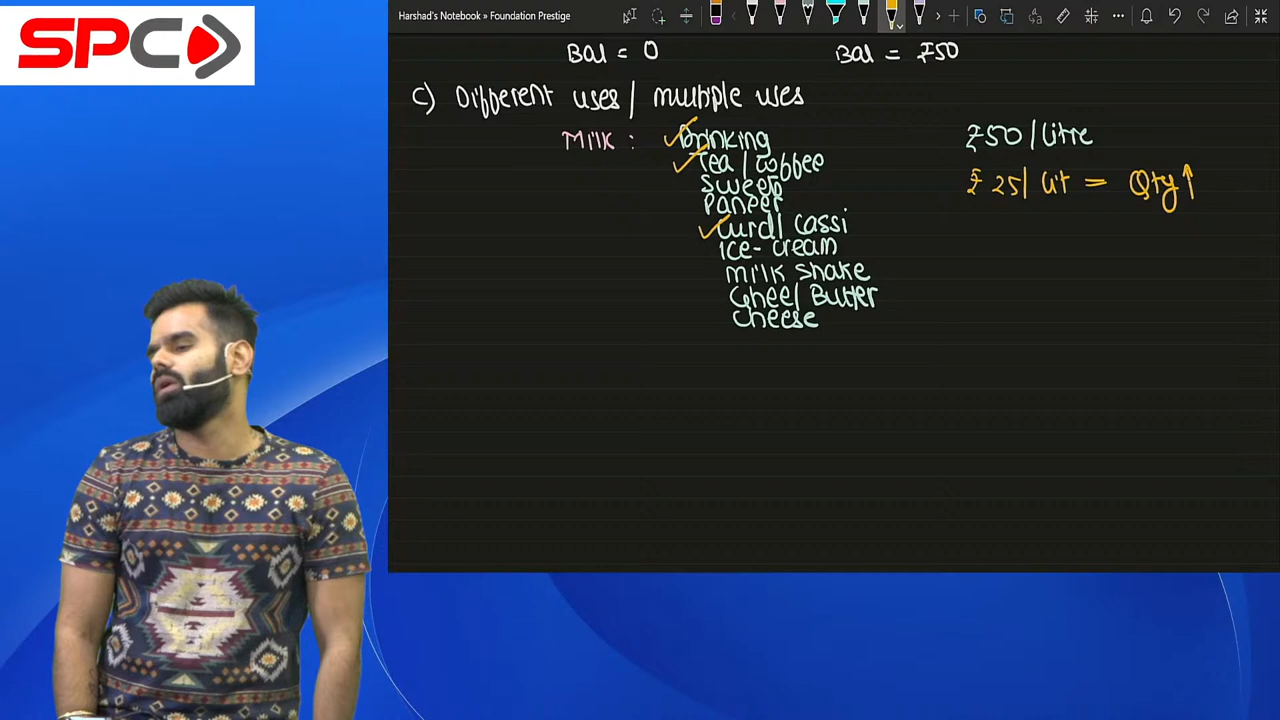 SPC
Harshad's Notebook » Foundation Prestige
Bal = 0 Bal = ₹50
c) Different uses / multiple uses
Milk : Drinking ₹50 / Litre
Tea / coffee ₹ 25/ Lit = Qty ↑
Sweets
Paneer
Curd / Lassi
Ice-cream
Milk shake
Ghee / Butter
Cheese